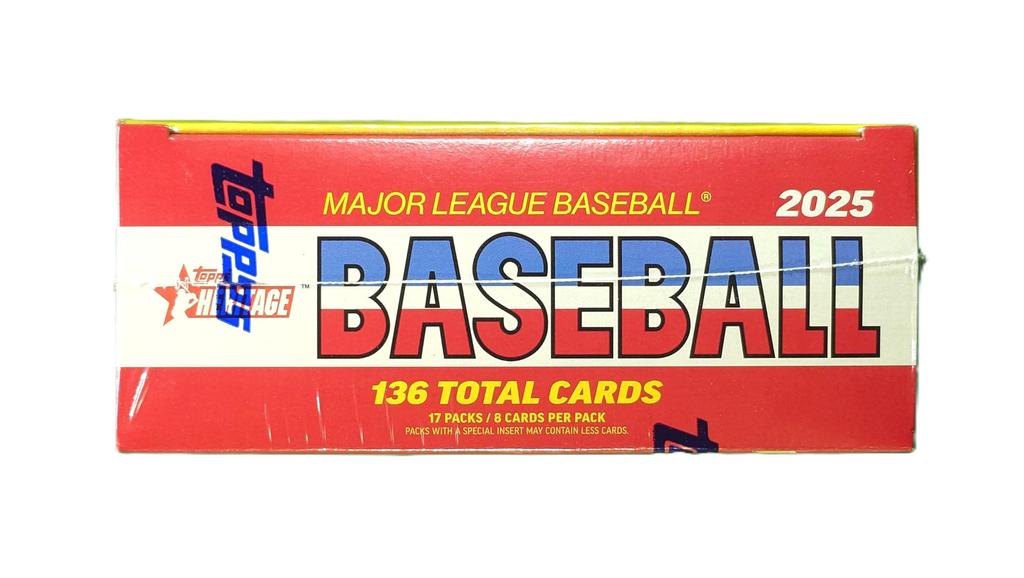 MAJOR LEAGUE BASEBALL®
2025
topps
BASEBALL
topps
HERITAGE™
136 TOTAL CARDS
17 PACKS / 8 CARDS PER PACK
PACKS WITH A SPECIAL INSERT MAY CONTAIN LESS CARDS.